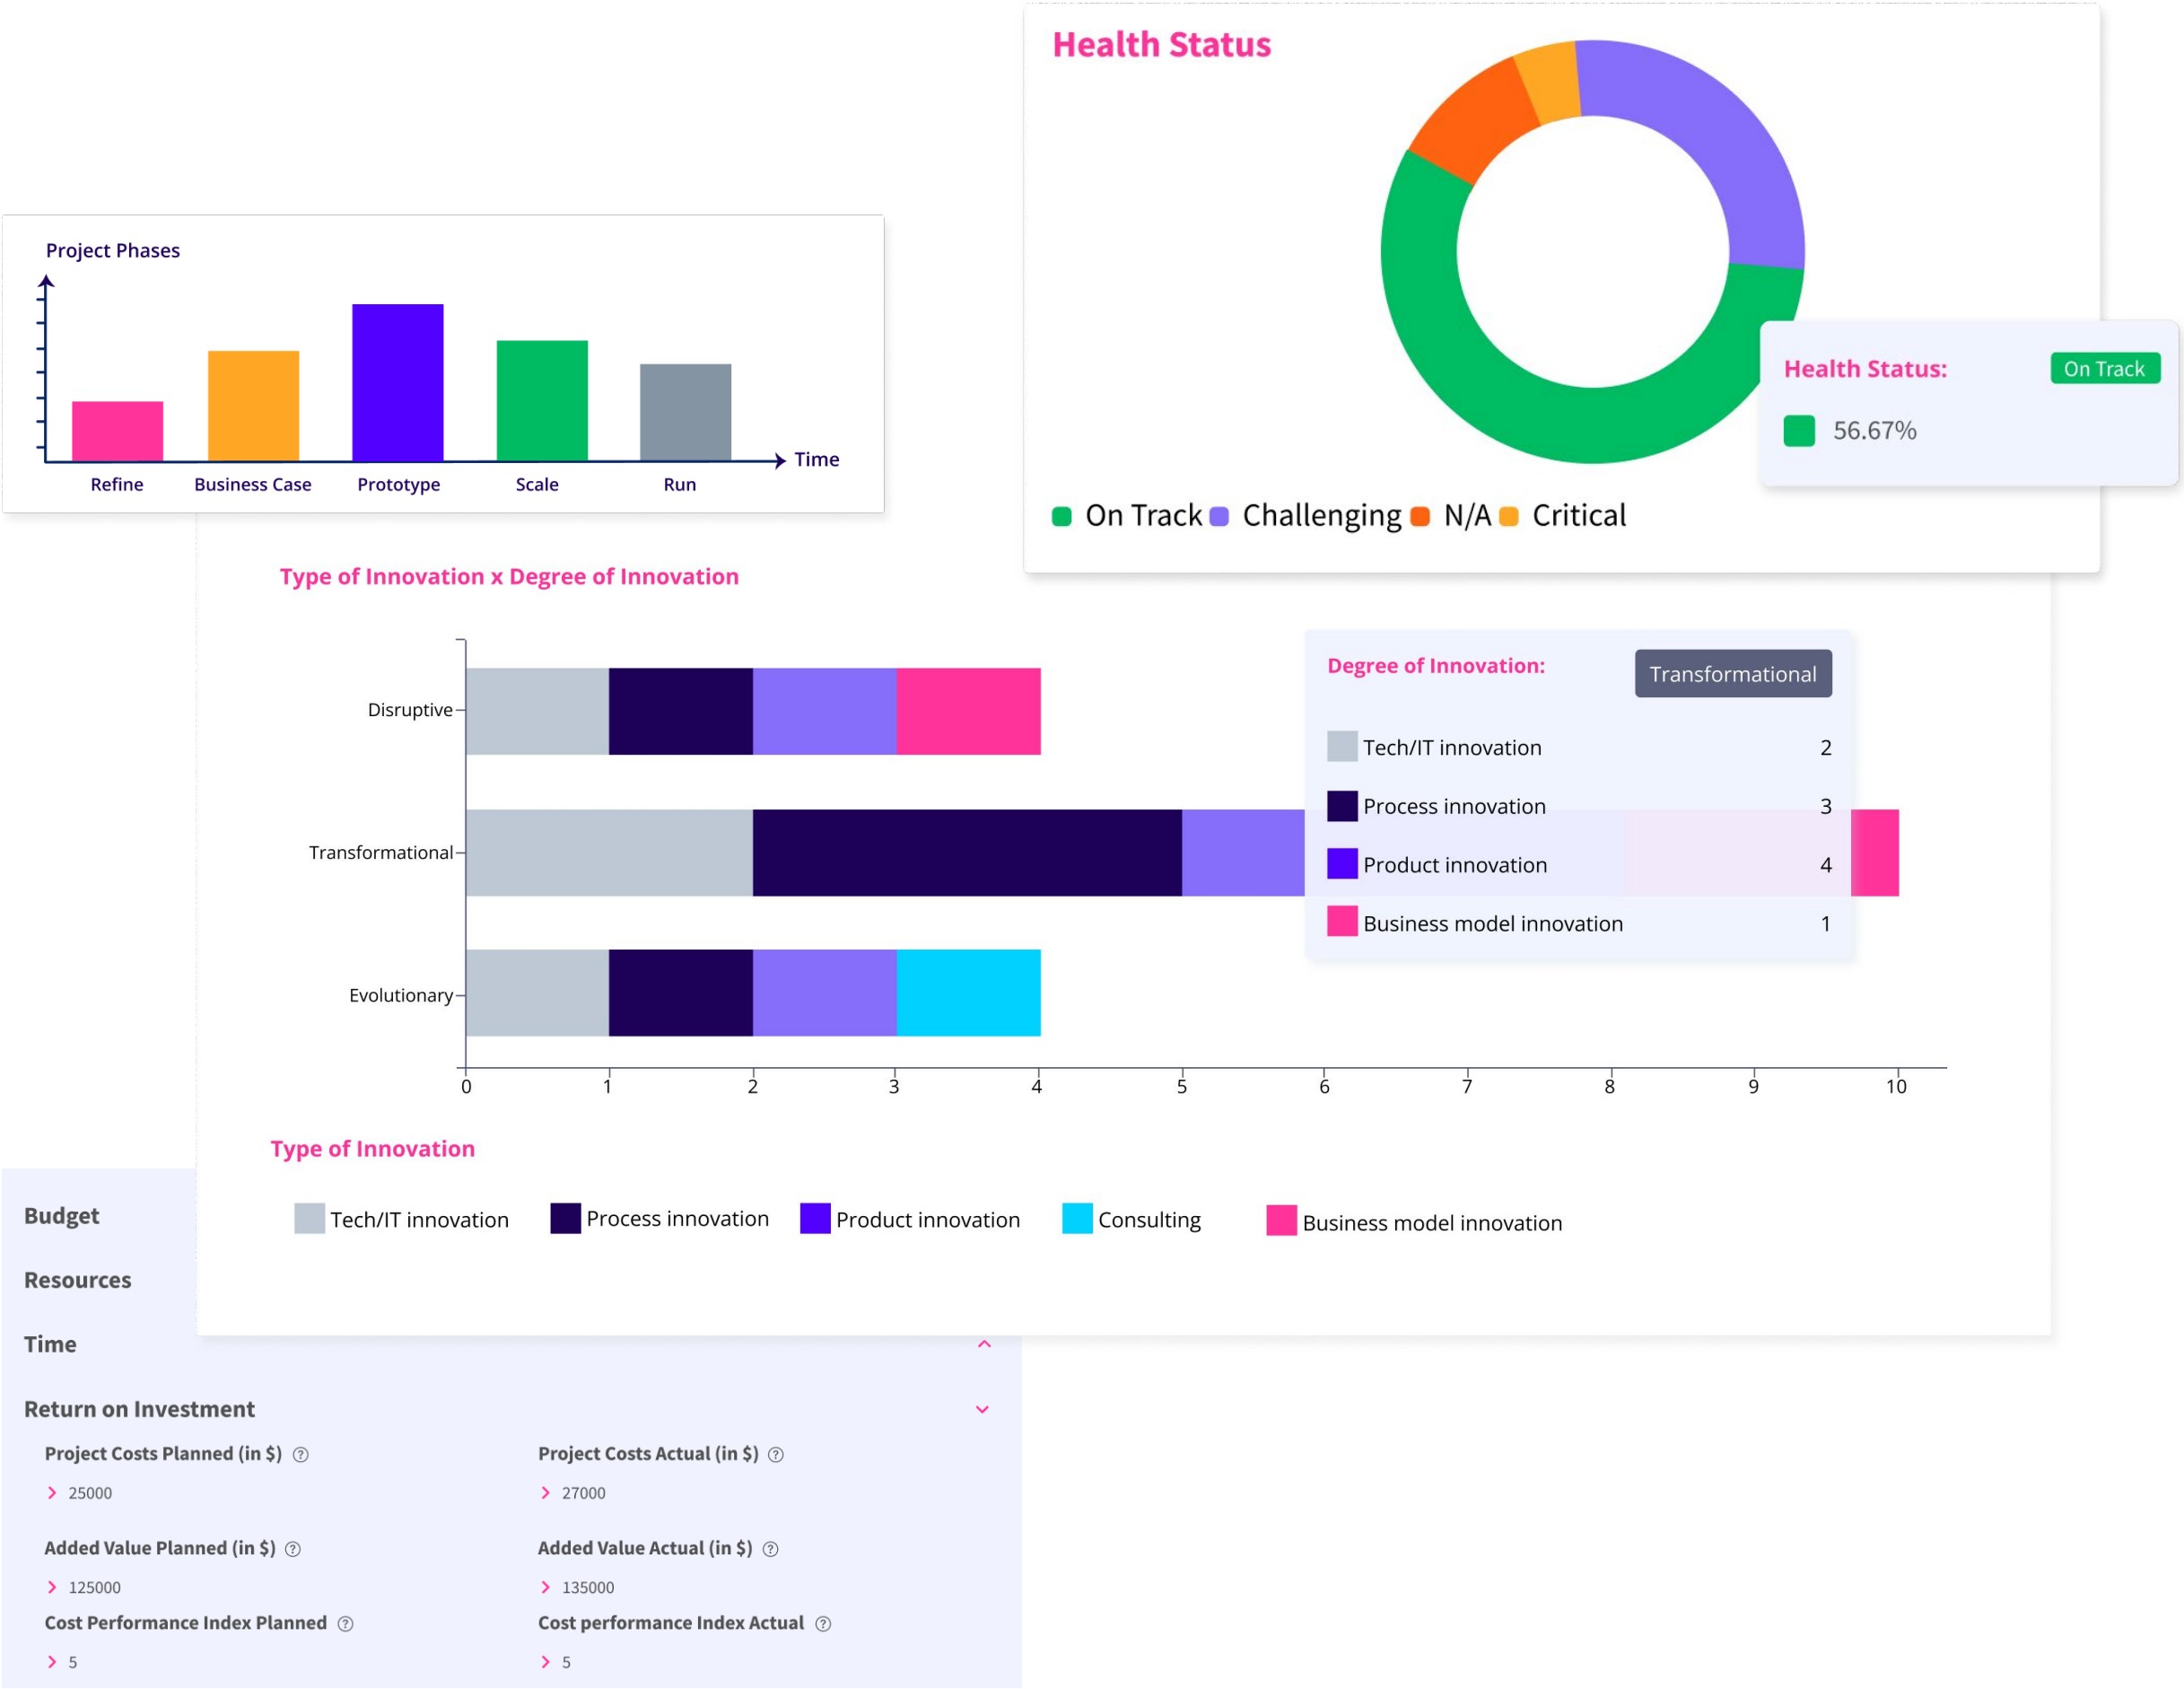 Health Status
Health Status:
On Track
56.67%
On Track
Challenging
N/A
Critical
Project Phases
Time
Refine
Business Case
Prototype
Scale
Run
Type of Innovation x Degree of Innovation
Disruptive
Transformational
Evolutionary
0 1 2 3 4 5 6 7 8 9 10
Degree of Innovation:
Transformational
Tech/IT innovation 2
Process innovation 3
Product innovation 4
Business model innovation 1
Type of Innovation
Tech/IT innovation
Process innovation
Product innovation
Consulting
Business model innovation
Budget
Resources
Time
Return on Investment
Project Costs Planned (in $) ?
25000
Project Costs Actual (in $) ?
27000
Added Value Planned (in $) ?
125000
Added Value Actual (in $) ?
135000
Cost Performance Index Planned ?
5
Cost performance Index Actual ?
5